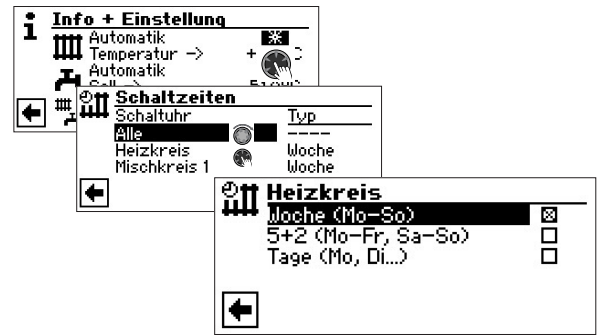 Info + Einstellung
Automatik
Temperatur –> +
Automatik
Schaltzeiten
Schaltuhr Typ
Alle ----
Heizkreis Woche
Mischkreis 1 Woche
Heizkreis
Woche (Mo–So)
5+2 (Mo–Fr, Sa–So)
Tage (Mo, Di...)